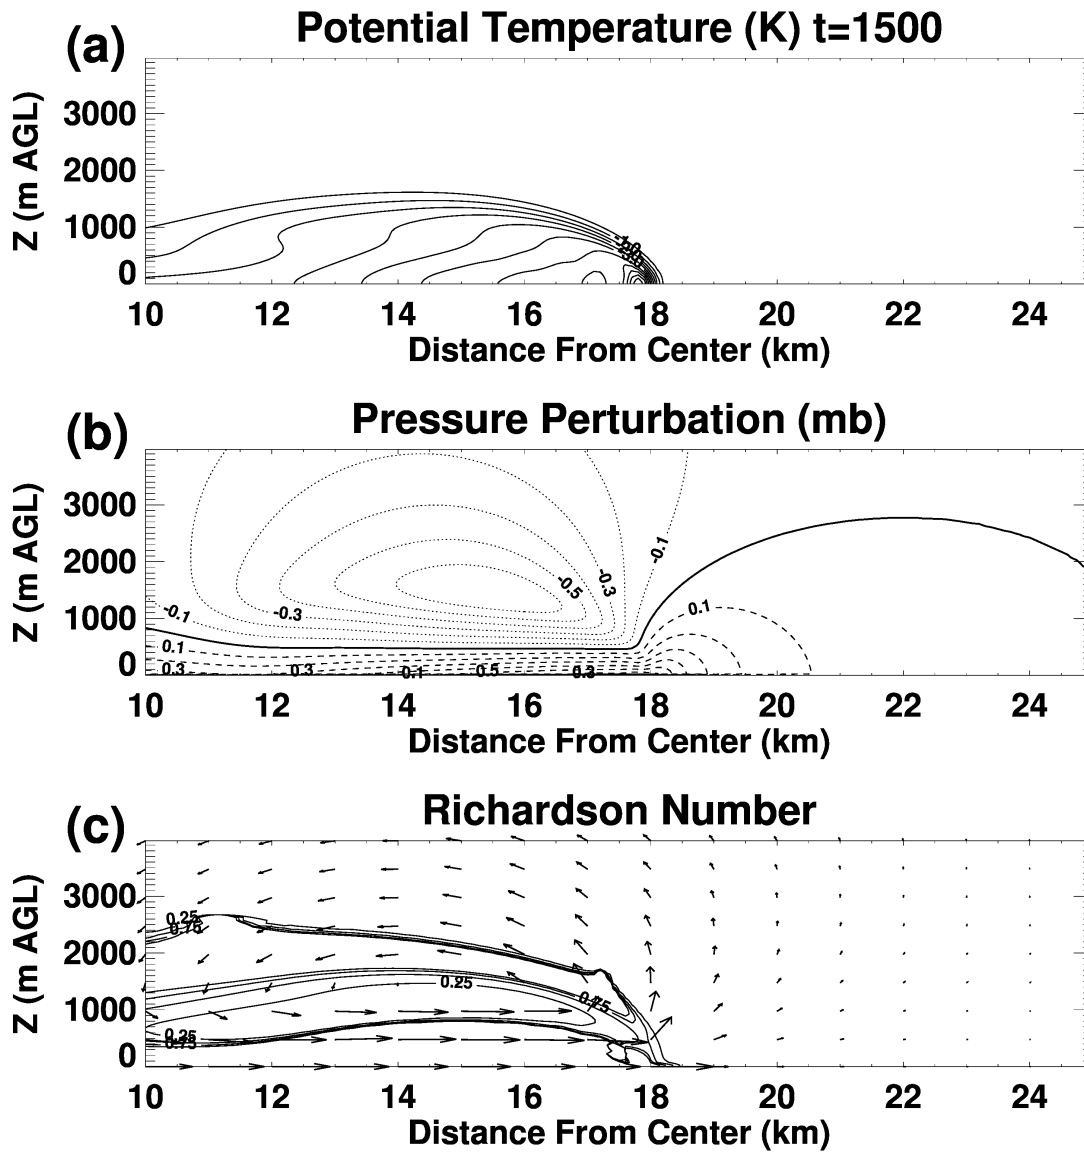 (a)
Potential Temperature (K) t=1500
Z (m AGL)
3000
2000
1000
0
10 12 14 16 18 20 22 24
Distance From Center (km)
(b)
Pressure Perturbation (mb)
Z (m AGL)
3000
2000
1000
0
-0.1
-0.3
-0.5
-0.3
-0.1
0.1
0.1
0.3
0.3
0.1
0.5
0.3
10 12 14 16 18 20 22 24
Distance From Center (km)
(c)
Richardson Number
Z (m AGL)
3000
2000
1000
0
0.25
0.75
0.25
0.75
0.25
0.75
10 12 14 16 18 20 22 24
Distance From Center (km)